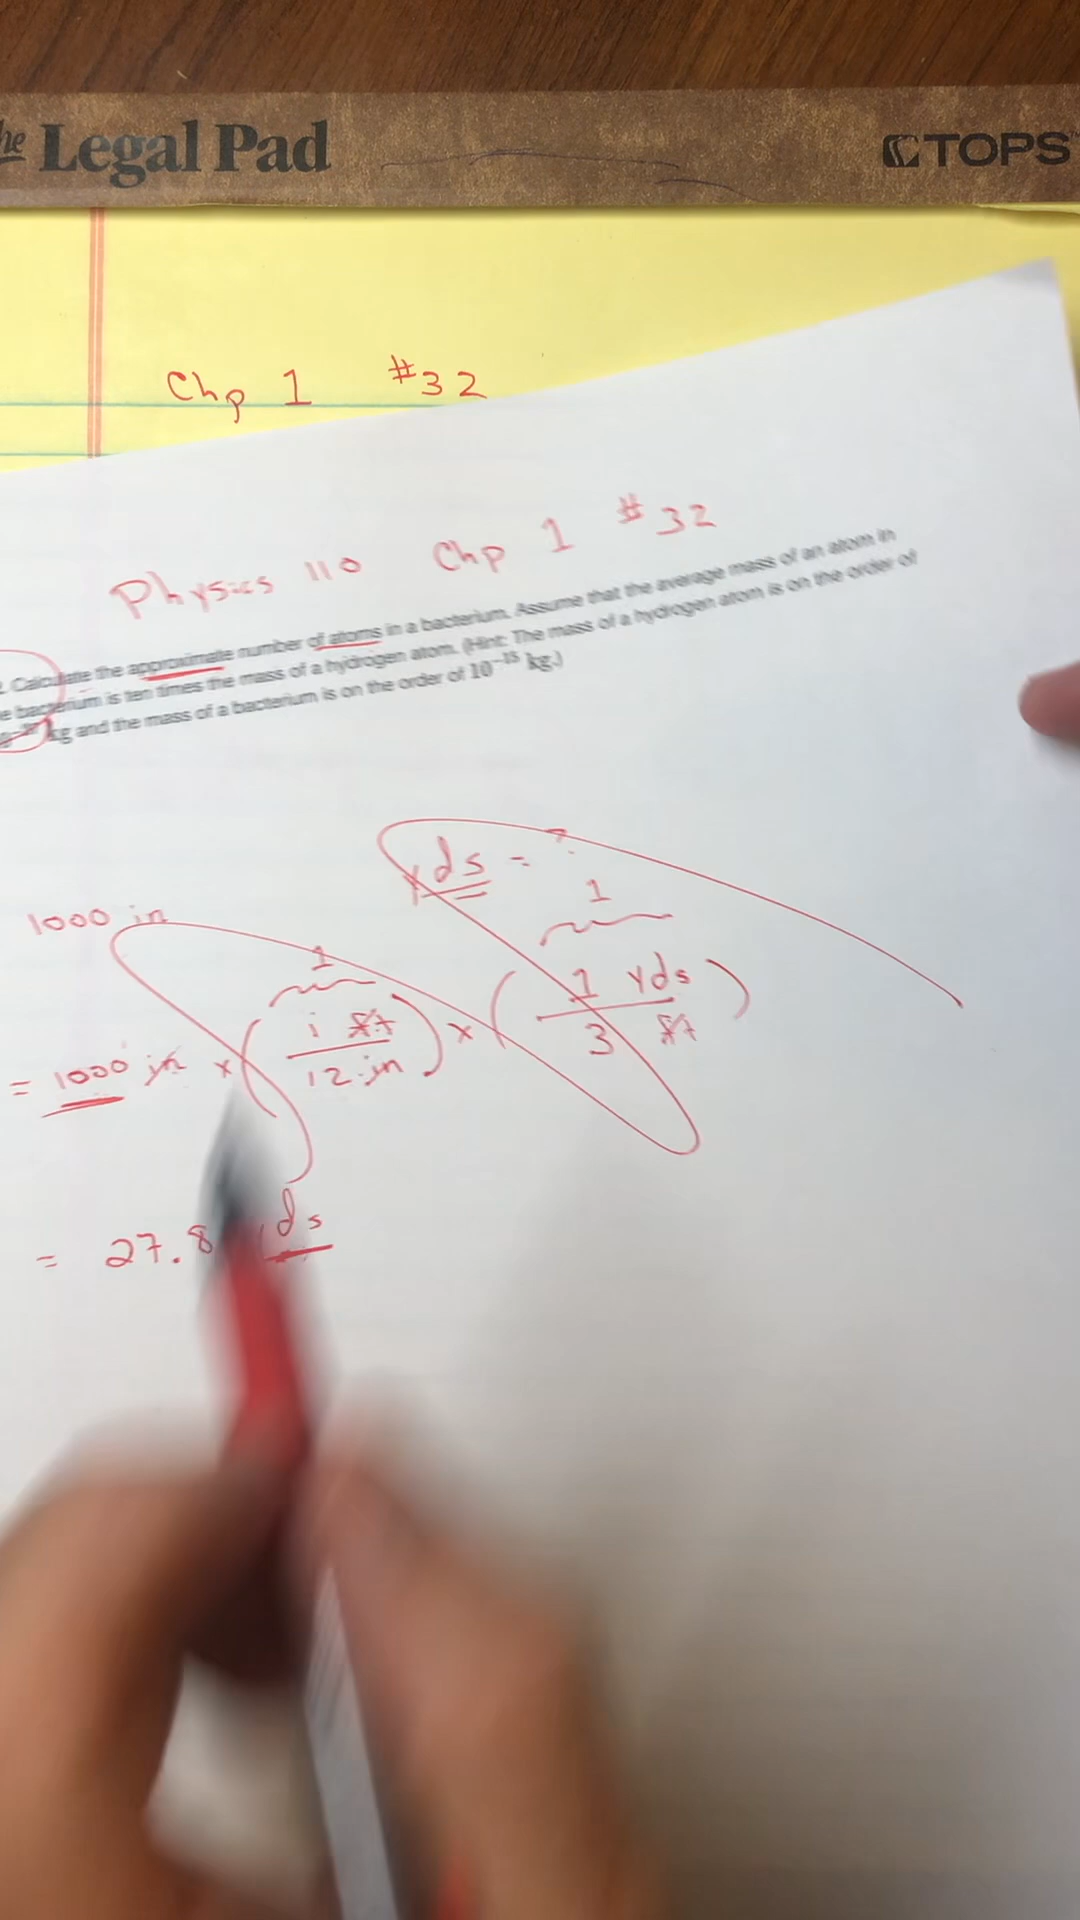 The Legal Pad TOPS
Chp 1 #32
Physics 110 Chp 1 #32
Calculate the approximate number of atoms in a bacterium. Assume that the average mass of an atom in
bacterium is ten times the mass of a hydrogen atom. (Hint: The mass of a hydrogen atom is on the order of
kg and the mass of a bacterium is on the order of 10⁻¹⁵ kg.)
yds = ?
1000 in
1 1
= 1000 in x ( 1 ft / 12 in ) x ( 1 yds / 3 ft )
= 27.8 yds